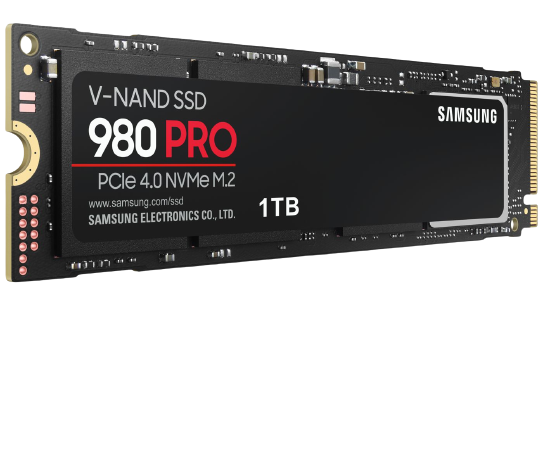 V-NAND SSD
SAMSUNG
980 PRO
PCIe 4.0 NVMe M.2
www.samsung.com/ssd
SAMSUNG ELECTRONICS CO., LTD.
1TB